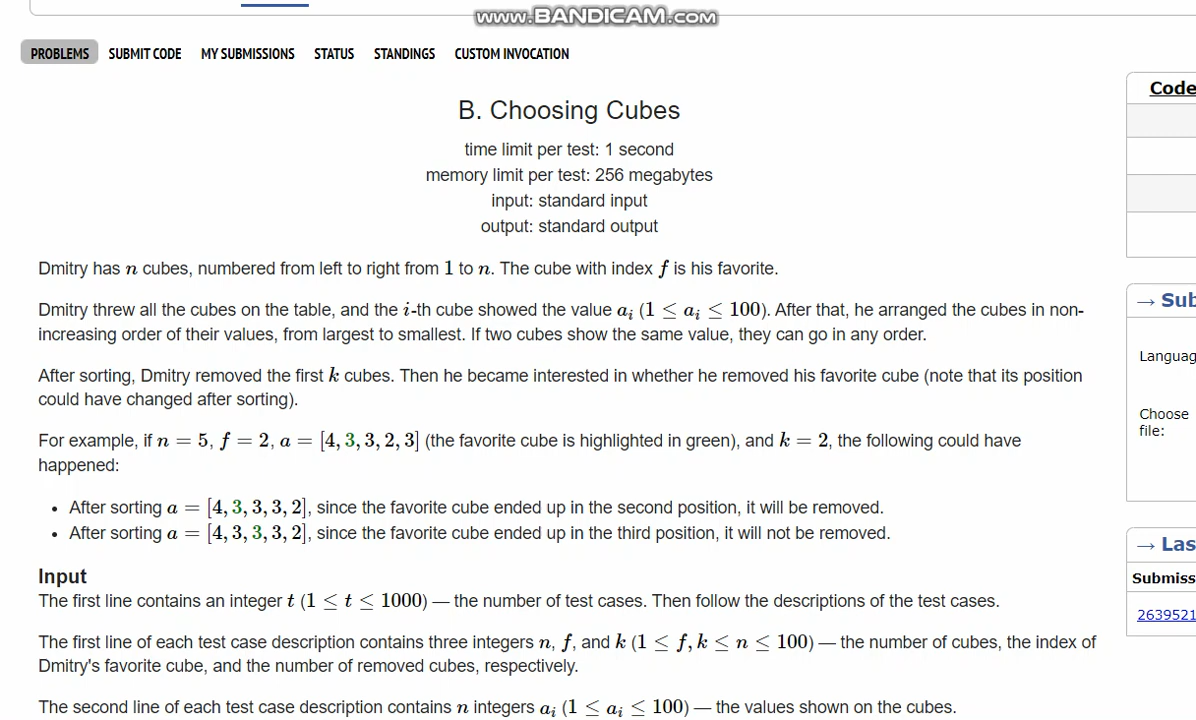 www.BANDICAM.com
PROBLEMS SUBMIT CODE MY SUBMISSIONS STATUS STANDINGS CUSTOM INVOCATION
B. Choosing Cubes
time limit per test: 1 second
memory limit per test: 256 megabytes
input: standard input
output: standard output
Dmitry has n cubes, numbered from left to right from 1 to n. The cube with index f is his favorite.
Dmitry threw all the cubes on the table, and the i-th cube showed the value aᵢ (1 ≤ aᵢ ≤ 100). After that, he arranged the cubes in non-
increasing order of their values, from largest to smallest. If two cubes show the same value, they can go in any order.
After sorting, Dmitry removed the first k cubes. Then he became interested in whether he removed his favorite cube (note that its position
could have changed after sorting).
For example, if n = 5, f = 2, a = [4, 3, 3, 2, 3] (the favorite cube is highlighted in green), and k = 2, the following could have
happened:
• After sorting a = [4, 3, 3, 3, 2], since the favorite cube ended up in the second position, it will be removed.
• After sorting a = [4, 3, 3, 3, 2], since the favorite cube ended up in the third position, it will not be removed.
Input
The first line contains an integer t (1 ≤ t ≤ 1000) — the number of test cases. Then follow the descriptions of the test cases.
The first line of each test case description contains three integers n, f, and k (1 ≤ f, k ≤ n ≤ 100) — the number of cubes, the index of
Dmitry's favorite cube, and the number of removed cubes, respectively.
The second line of each test case description contains n integers aᵢ (1 ≤ aᵢ ≤ 100) — the values shown on the cubes.
Code
→ Sub
Languag
Choose
file:
→ Las
Submiss
2639521